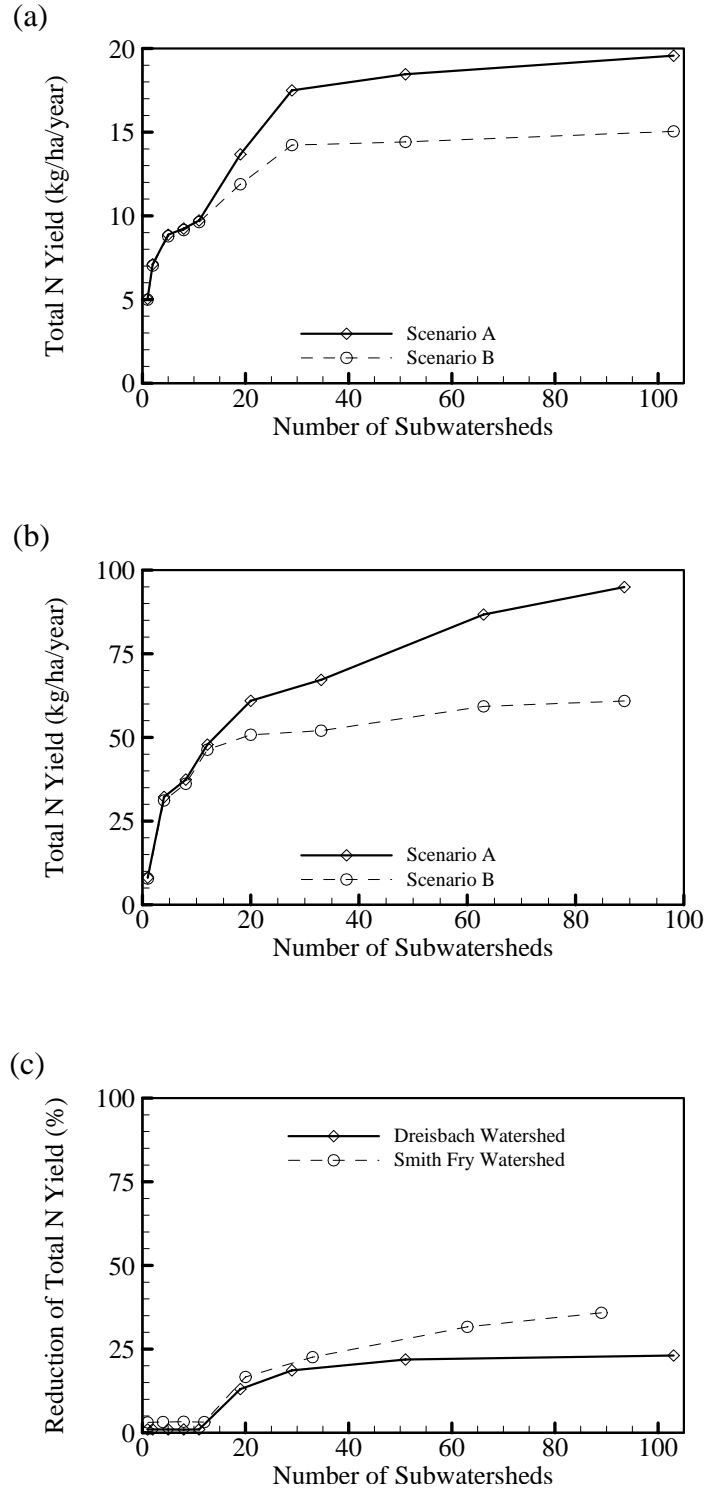 (a)
Total N Yield (kg/ha/year)
20
15
10
5
0
Scenario A
Scenario B
0 20 40 60 80 100
Number of Subwatersheds
(b)
Total N Yield (kg/ha/year)
100
75
50
25
0
Scenario A
Scenario B
0 20 40 60 80 100
Number of Subwatersheds
(c)
Reduction of Total N Yield (%)
100
75
50
25
0
Dreisbach Watershed
Smith Fry Watershed
0 20 40 60 80 100
Number of Subwatersheds